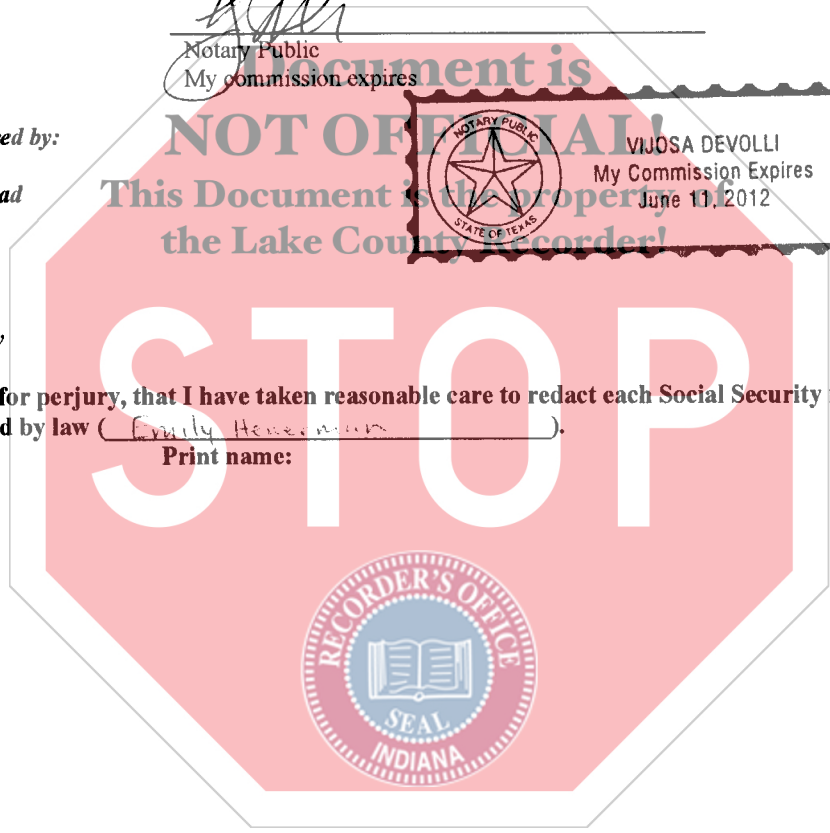 Notary Public
My commission expires
Document is
NOT OFFICIAL!
This Document is the property of
the Lake County Recorder!
NOTARY PUBLIC
STATE OF TEXAS
VIJOSA DEVOLLI
My Commission Expires
June 11, 2012
ed by:
ad
STOP
for perjury, that I have taken reasonable care to redact each Social Security
d by law ( Emily ).
Print name:
RECORDER'S OFFICE
SEAL
INDIANA